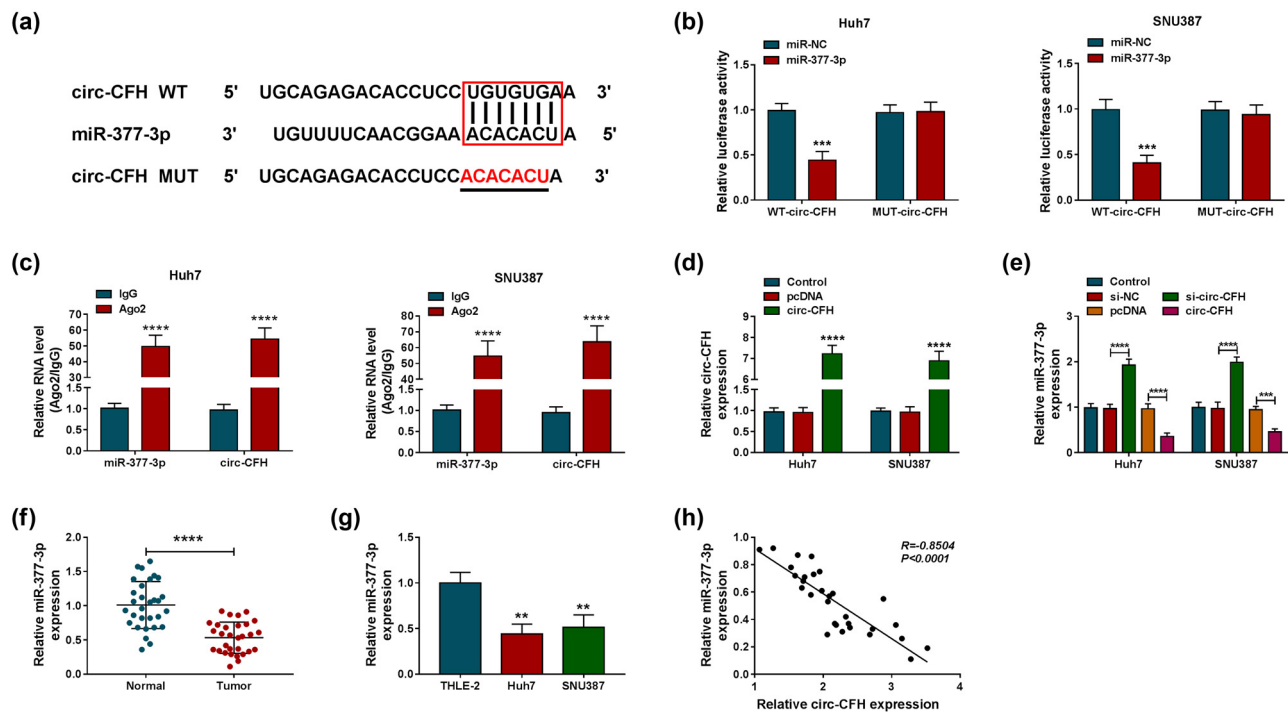 (a)
circ-CFH WT 5' UGCAGAGACACCUCC UGUGUGAA 3'
miR-377-3p 3' UGUUUUCAACGGAA ACACACUA 5'
circ-CFH MUT 5' UGCAGAGACACCUCCACACACUA 3'
(b)
Huh7
miR-NC
miR-377-3p
Relative luciferase activity
1.5
1.0
0.5
0.0
***
WT-circ-CFH MUT-circ-CFH
SNU387
miR-NC
miR-377-3p
Relative luciferase activity
1.5
1.0
0.5
0.0
***
WT-circ-CFH MUT-circ-CFH
(c)
Huh7
IgG
Ago2
Relative RNA level
(Ago2/IgG)
80
70
60
50
40
30
1.5
1.0
0.5
0.0
**** ****
miR-377-3p circ-CFH
SNU387
IgG
Ago2
Relative RNA level
(Ago2/IgG)
80
70
60
50
40
1.5
1.0
0.5
0.0
**** ****
miR-377-3p circ-CFH
(d)
Control
pcDNA
circ-CFH
Relative circ-CFH
expression
9
8
7
6
1.5
1.0
0.5
0.0
**** ****
Huh7 SNU387
(e)
Control
si-NC si-circ-CFH
pcDNA circ-CFH
Relative miR-377-3p
expression
3
2
1
0
**** **** **** ***
Huh7 SNU387
(f)
Relative miR-377-3p
expression
2.0
1.5
1.0
0.5
0.0
****
Normal Tumor
(g)
Relative miR-377-3p
expression
1.5
1.0
0.5
0.0
** **
THLE-2 Huh7 SNU387
(h)
Relative miR-377-3p
expression
1.0
0.8
0.6
0.4
0.2
0.0
R=-0.8504
P<0.0001
1 2 3 4
Relative circ-CFH expression